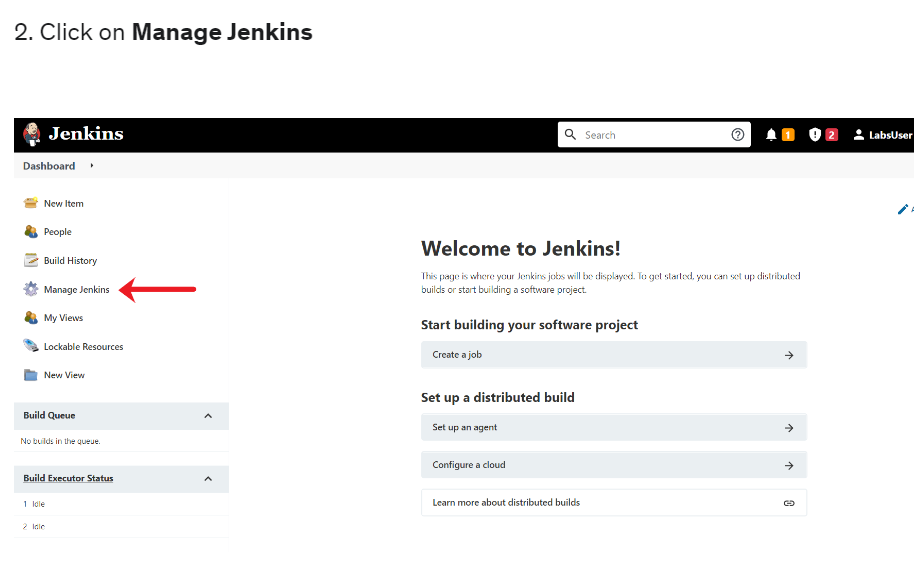 2. Click on Manage Jenkins
Jenkins
Search
1
2
LabsUser
Dashboard
New Item
People
Build History
Manage Jenkins
My Views
Lockable Resources
New View
Build Queue
No builds in the queue.
Build Executor Status
1 Idle
2 Idle
Welcome to Jenkins!
This page is where your Jenkins jobs will be displayed. To get started, you can set up distributed
builds or start building a software project.
Start building your software project
Create a job
Set up a distributed build
Set up an agent
Configure a cloud
Learn more about distributed builds